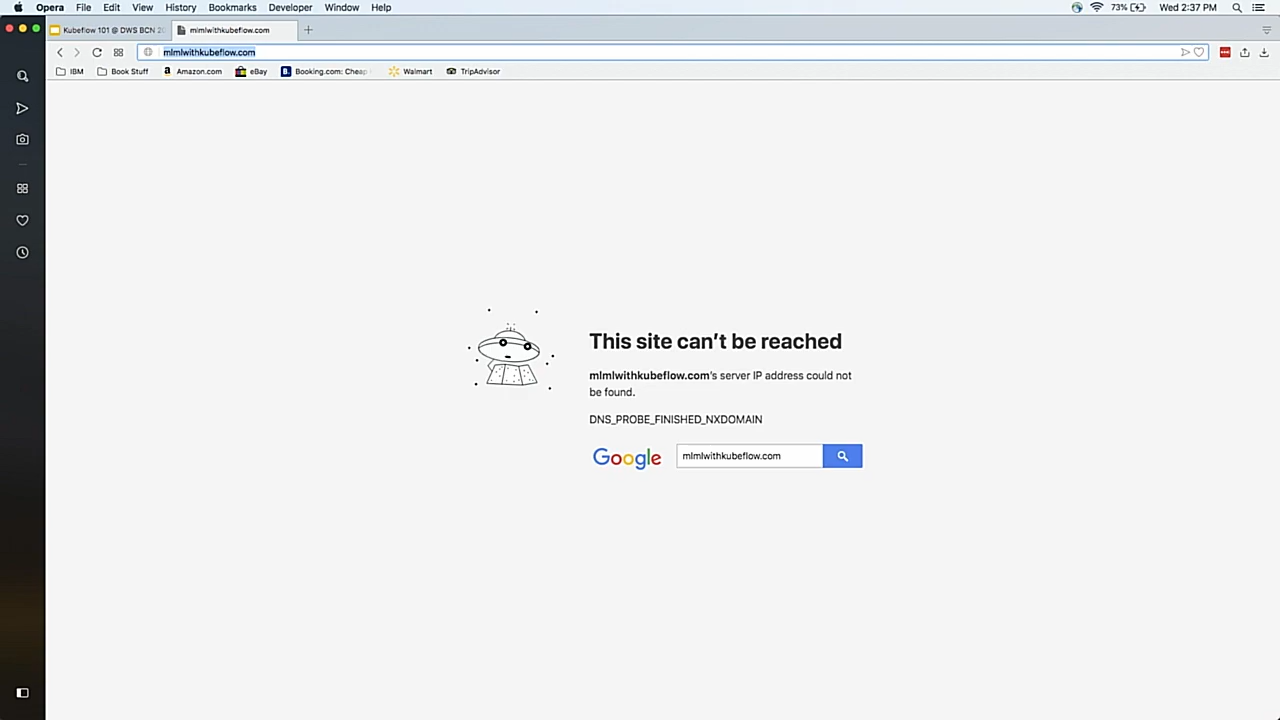 Opera File Edit View History Bookmarks Developer Window Help 73% Wed 2:37 PM
Kubeflow 101 @ DWS BCN 20 mlmlwithkubeflow.com
mlmlwithkubeflow.com
IBM Book Stuff Amazon.com eBay Booking.com: Cheap Walmart TripAdvisor
This site can’t be reached
mlmlwithkubeflow.com's server IP address could not
be found.
DNS_PROBE_FINISHED_NXDOMAIN
Google mlmlwithkubeflow.com